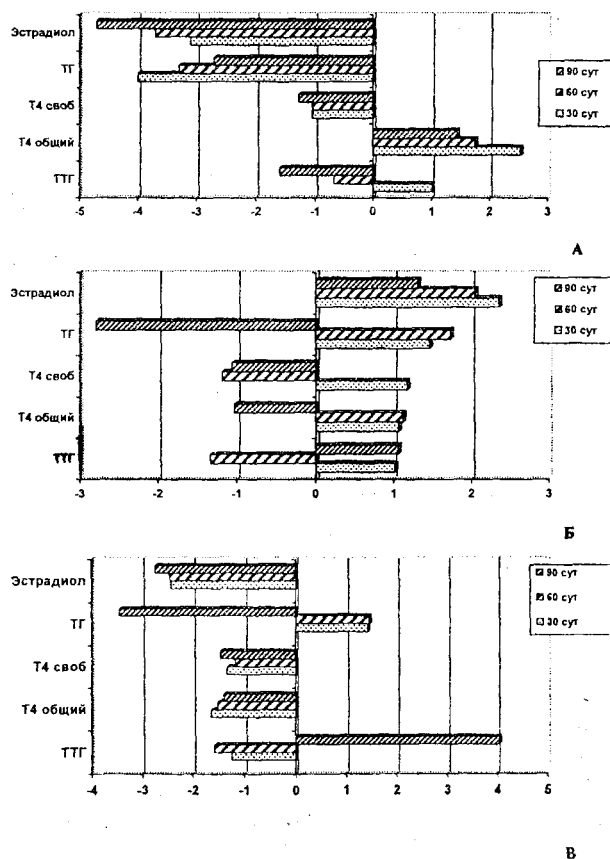 Эстрадиол
ТГ
Т4 своб
Т4 общий
ТТГ
90 сут
60 сут
30 сут
-5 -4 -3 -2 -1 0 1 2 3
А
Эстрадиол
ТГ
Т4 своб
Т4 общий
ТТГ
90 сут
60 сут
30 сут
-3 -2 -1 0 1 2 3
Б
Эстрадиол
ТГ
Т4 своб
Т4 общий
ТТГ
90 сут
60 сут
30 сут
-4 -3 -2 -1 0 1 2 3 4 5
В